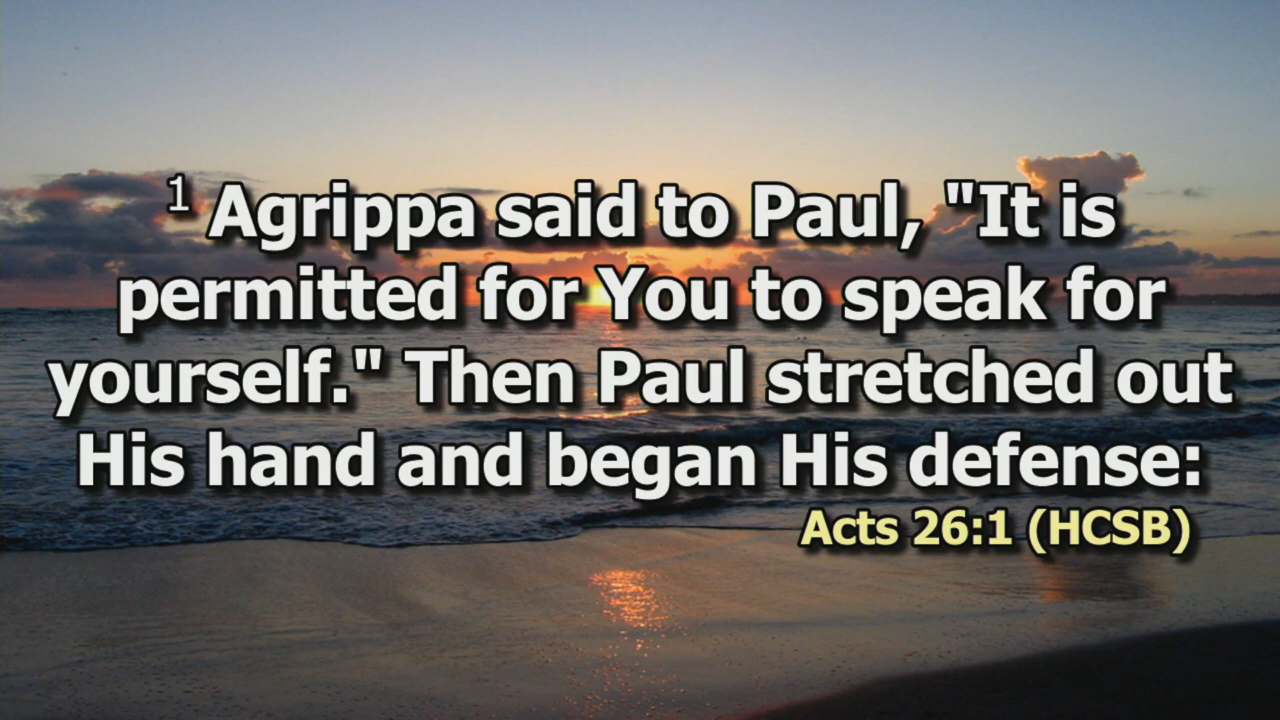 1 Agrippa said to Paul, "It is
permitted for You to speak for
yourself." Then Paul stretched out
His hand and began His defense:
Acts 26:1 (HCSB)